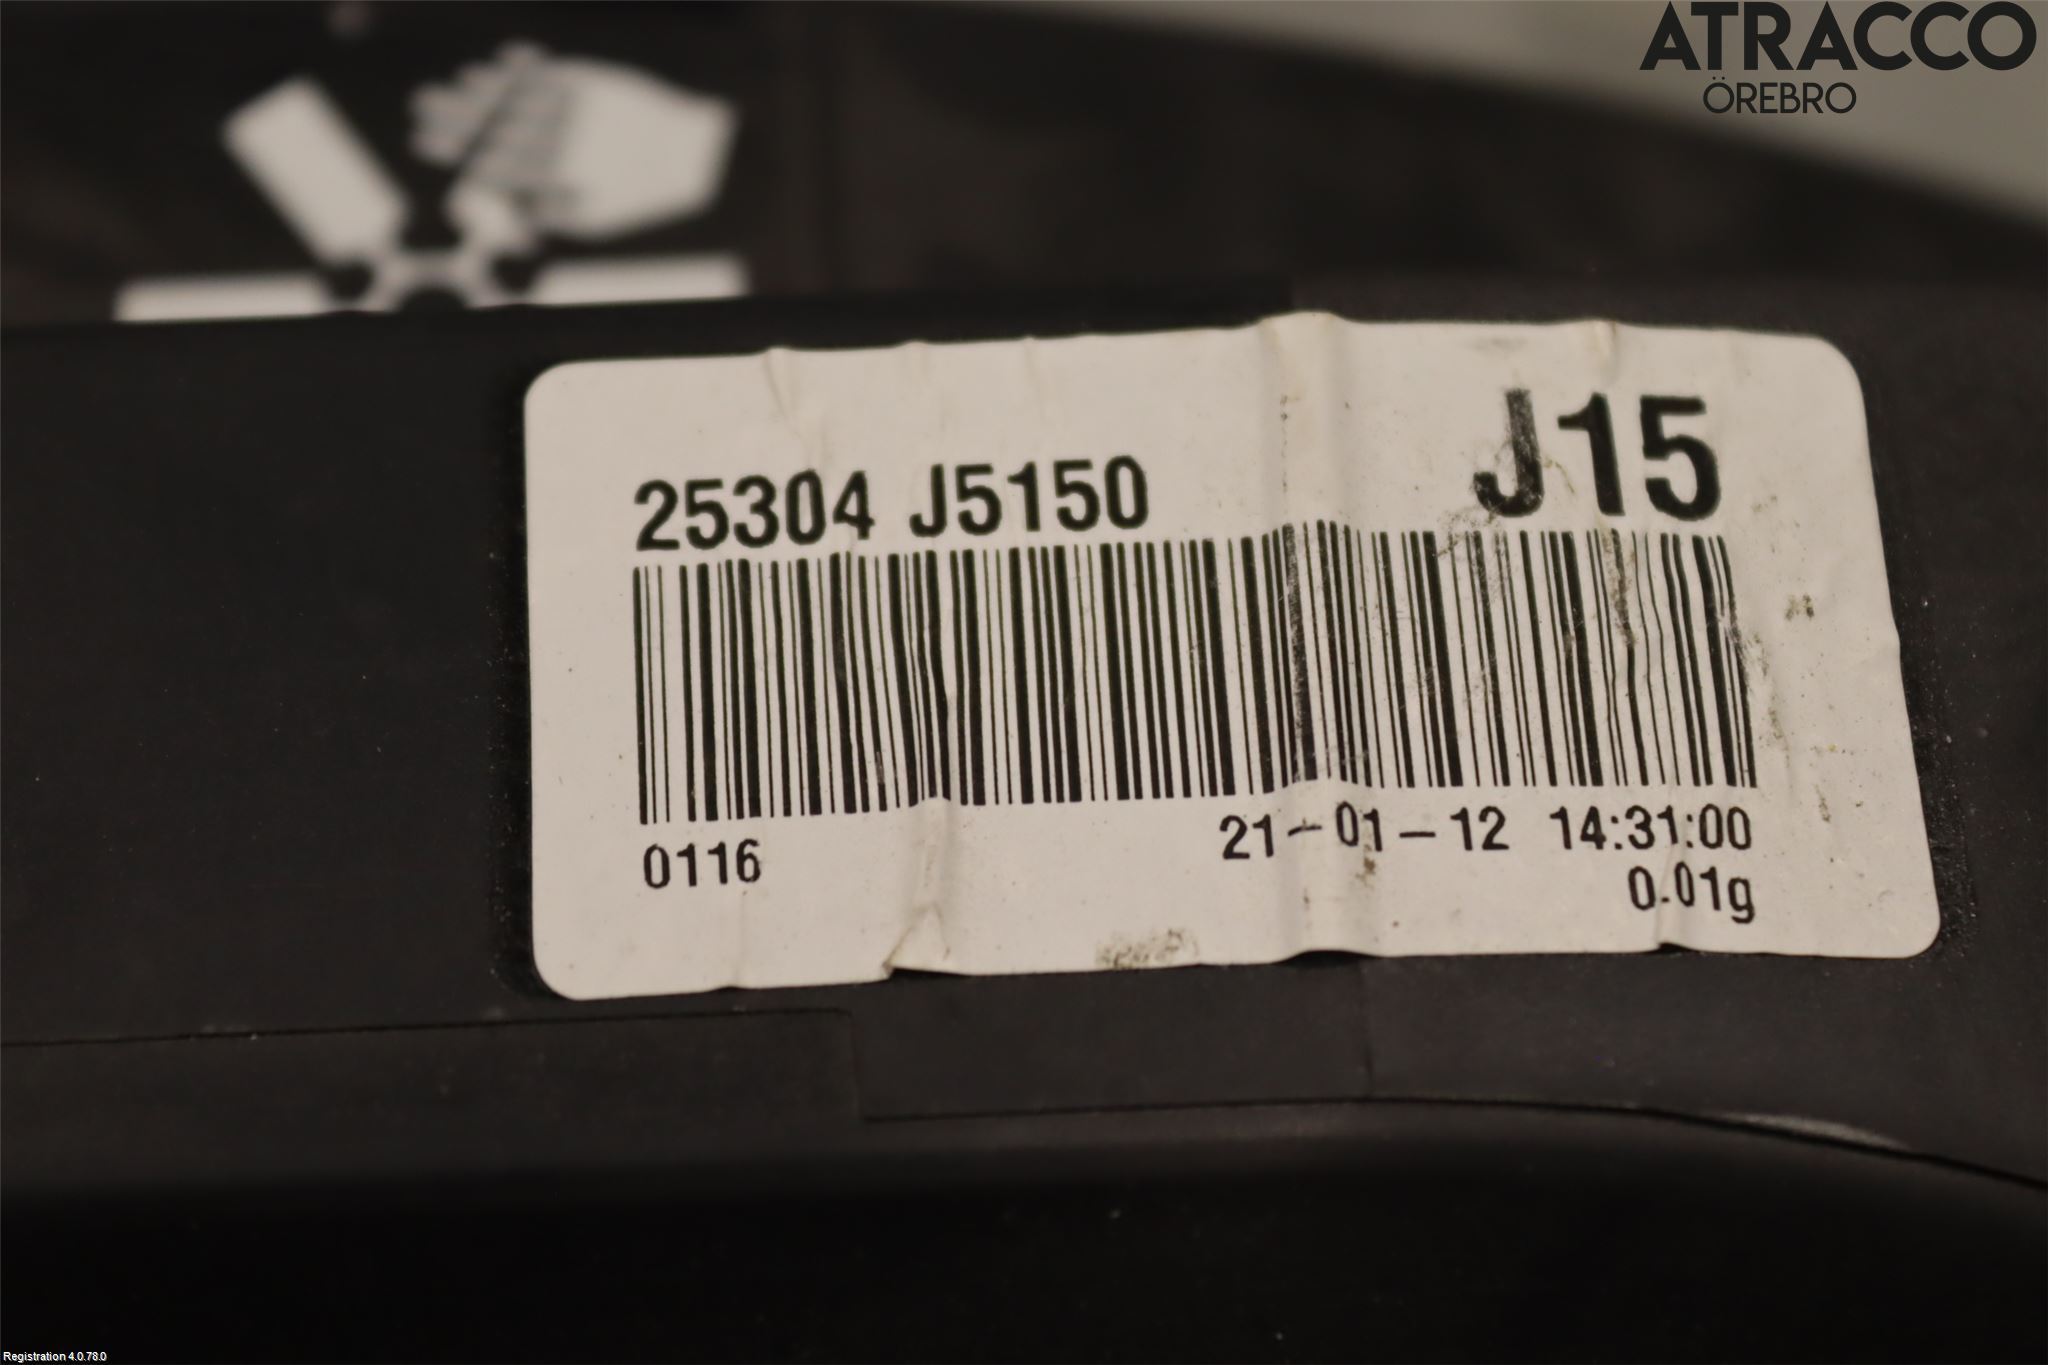 ATRACCO
ÖREBRO
J15
25304 J5150
0116
21-01-12 14:31:00
0.01g
Registration 4.0.78.0